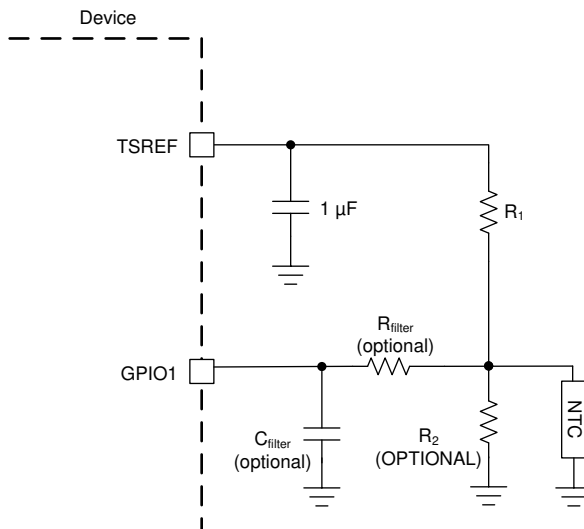 Device
TSREF
1 µF
R1
Rfilter
(optional)
GPIO1
Cfilter
(optional)
R2
(OPTIONAL)
NTC